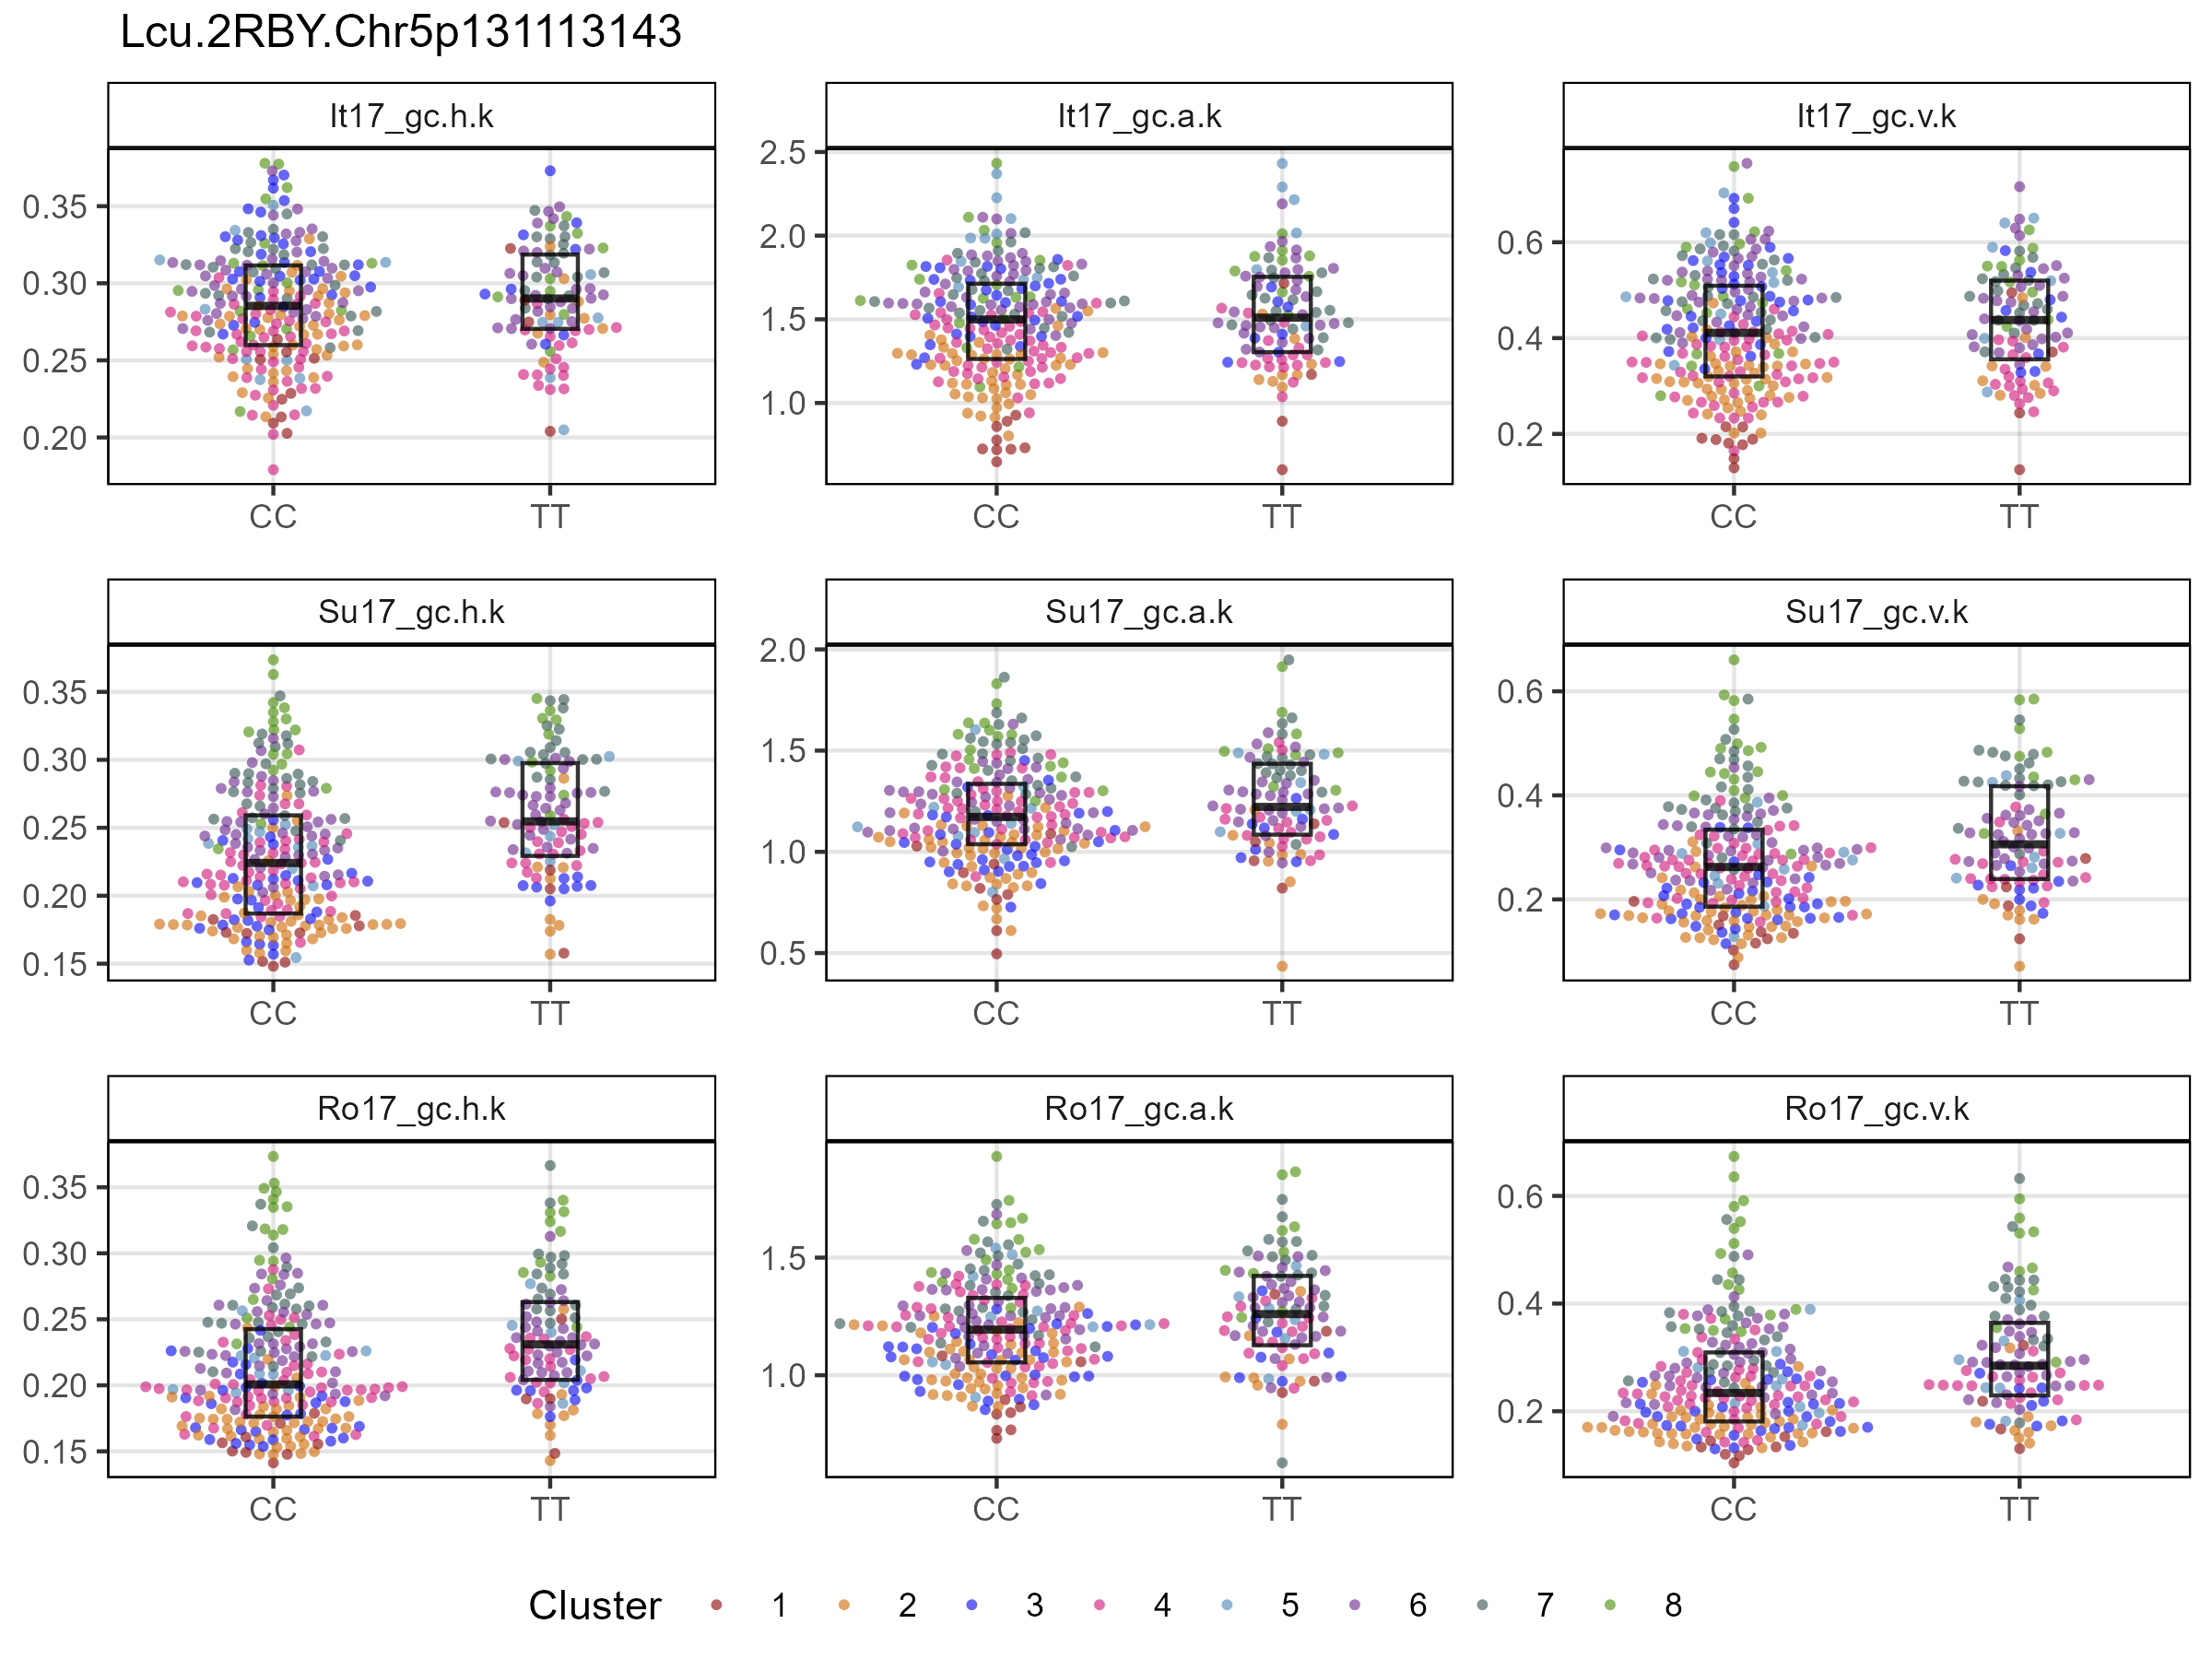 Lcu.2RBY.Chr5p131113143
It17_gc.h.k
It17_gc.a.k
It17_gc.v.k
0.35
0.30
0.25
0.20
2.5
2.0
1.5
1.0
0.6
0.4
0.2
CC
TT
CC
TT
CC
TT
Su17_gc.h.k
Su17_gc.a.k
Su17_gc.v.k
0.35
0.30
0.25
0.20
0.15
2.0
1.5
1.0
0.5
0.6
0.4
0.2
CC
TT
CC
TT
CC
TT
Ro17_gc.h.k
Ro17_gc.a.k
Ro17_gc.v.k
0.35
0.30
0.25
0.20
0.15
1.5
1.0
0.6
0.4
0.2
CC
TT
CC
TT
CC
TT
Cluster 1 2 3 4 5 6 7 8